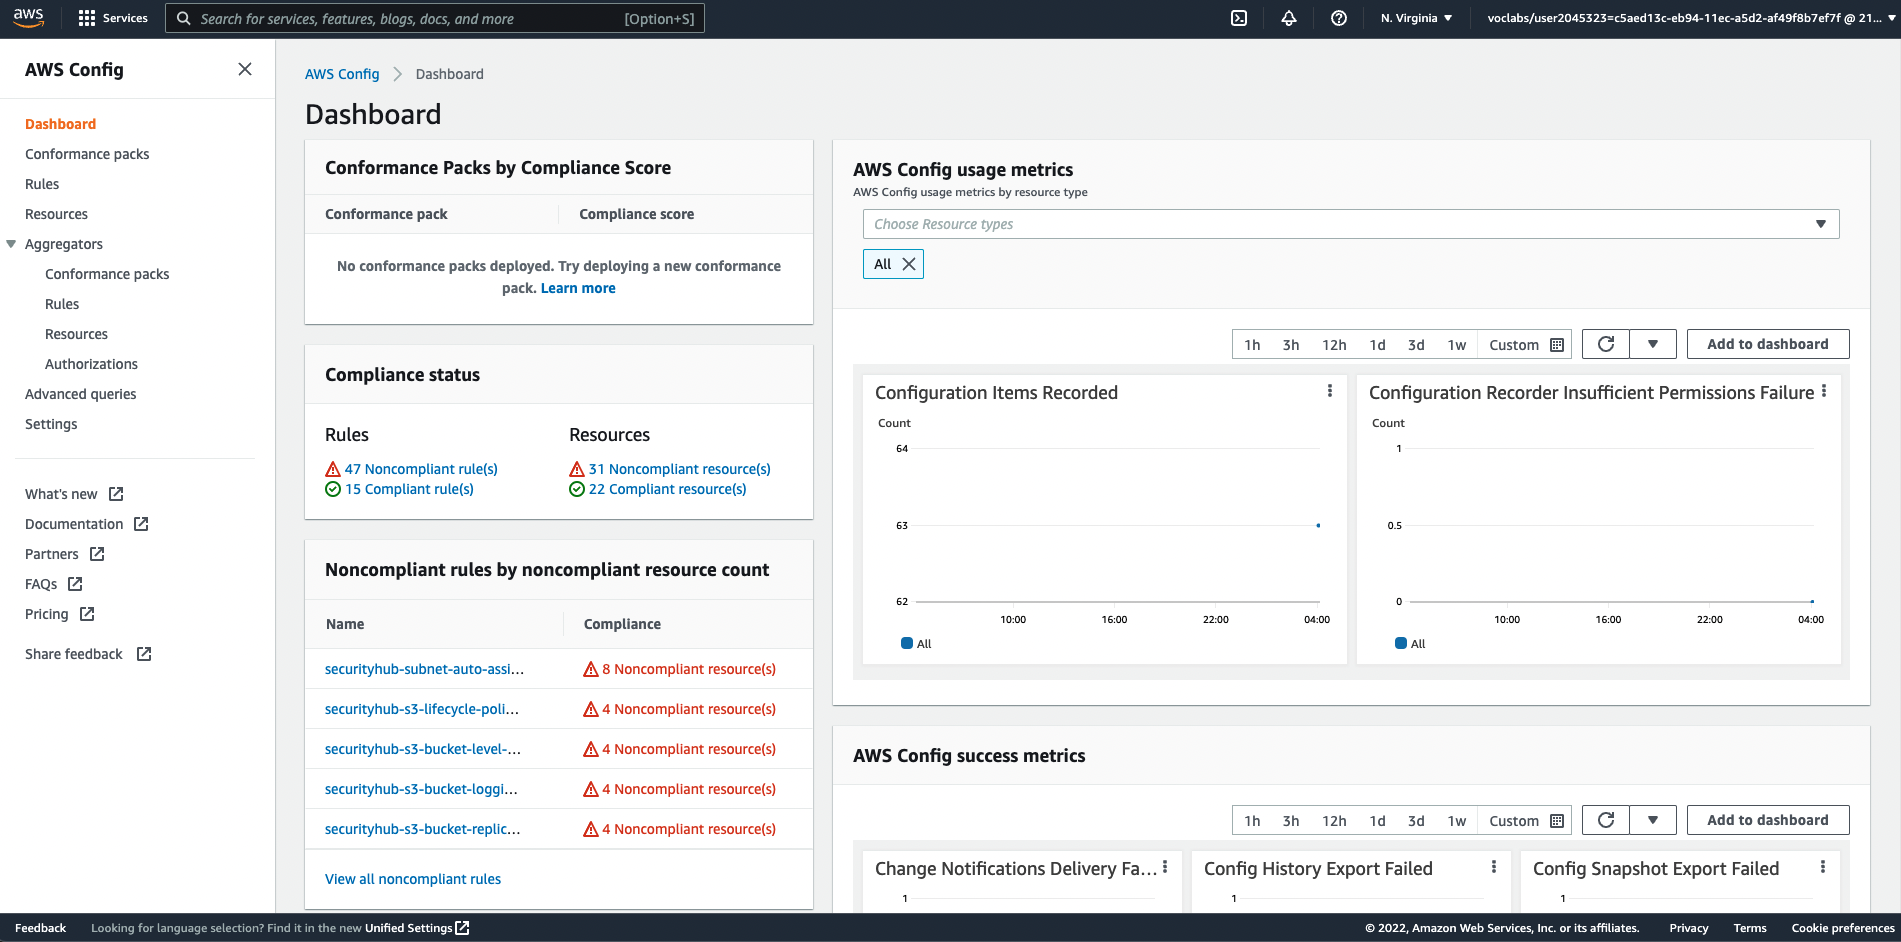 aws Services Search for services, features, blogs, docs, and more [Option+S] N. Virginia ▼ voclabs/user2045323=c5aed13c-eb94-11ec-a5d2-af49f8b7ef7f @ 21... ▼
AWS Config
Dashboard
Conformance packs
Rules
Resources
Aggregators
Conformance packs
Rules
Resources
Authorizations
Advanced queries
Settings
What's new
Documentation
Partners
FAQs
Pricing
Share feedback
AWS Config > Dashboard
Dashboard
Conformance Packs by Compliance Score
Conformance pack Compliance score
No conformance packs deployed. Try deploying a new conformance
pack. Learn more
Compliance status
Rules Resources
47 Noncompliant rule(s) 31 Noncompliant resource(s)
15 Compliant rule(s) 22 Compliant resource(s)
Noncompliant rules by noncompliant resource count
Name Compliance
securityhub-subnet-auto-assi... 8 Noncompliant resource(s)
securityhub-s3-lifecycle-poli... 4 Noncompliant resource(s)
securityhub-s3-bucket-level-... 4 Noncompliant resource(s)
securityhub-s3-bucket-loggi... 4 Noncompliant resource(s)
securityhub-s3-bucket-replic... 4 Noncompliant resource(s)
View all noncompliant rules
AWS Config usage metrics
AWS Config usage metrics by resource type
Choose Resource types
All
1h 3h 12h 1d 3d 1w Custom Add to dashboard
Configuration Items Recorded
Count
64
63
62
10:00 16:00 22:00 04:00
All
Configuration Recorder Insufficient Permissions Failure
Count
1
0.5
0
10:00 16:00 22:00 04:00
All
AWS Config success metrics
1h 3h 12h 1d 3d 1w Custom Add to dashboard
Change Notifications Delivery Fa...
1
Config History Export Failed
1
Config Snapshot Export Failed
1
Feedback Looking for language selection? Find it in the new Unified Settings © 2022, Amazon Web Services, Inc. or its affiliates. Privacy Terms Cookie preferences